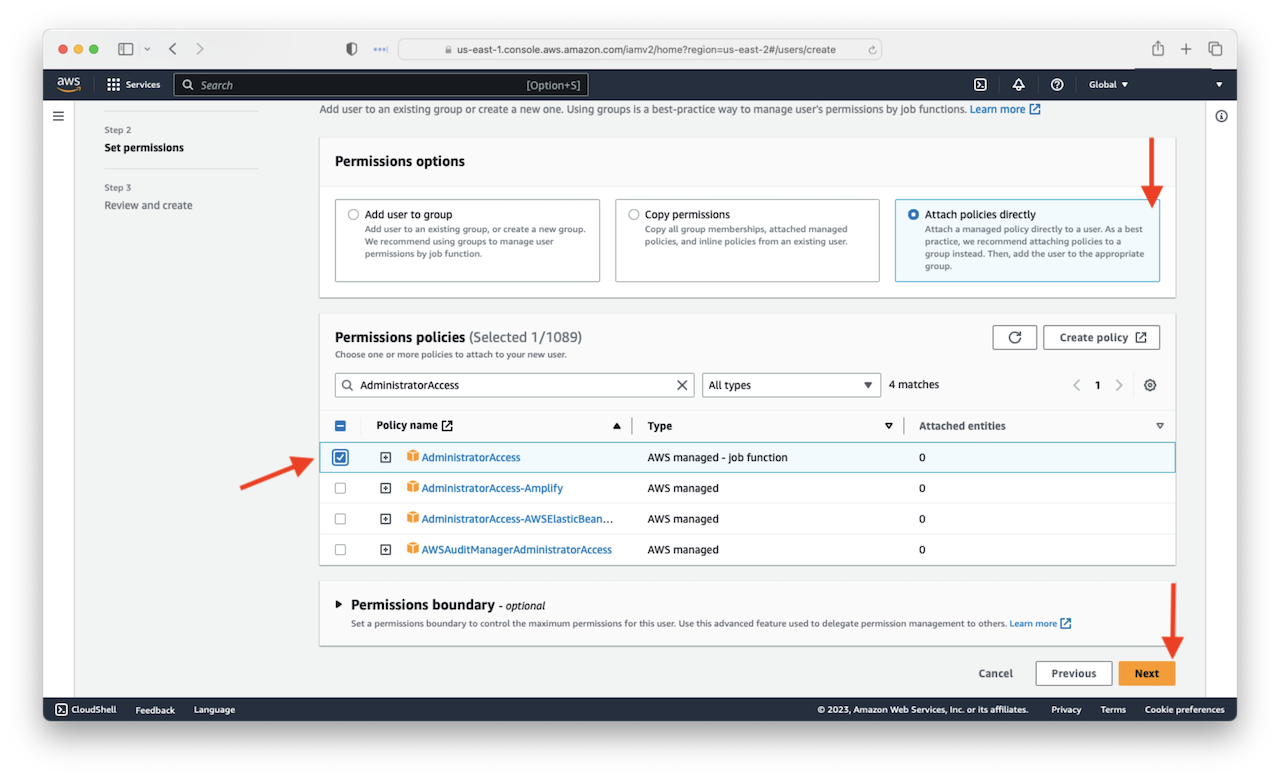 us-east-1.console.aws.amazon.com/iamv2/home?region=us-east-2#/users/create
aws
Services
Search
[Option+S]
Global
Add user to an existing group or create a new one. Using groups is a best-practice way to manage user's permissions by job functions. Learn more
Step 2
Set permissions
Step 3
Review and create
Permissions options
Add user to group
Add user to an existing group, or create a new group.
We recommend using groups to manage user
permissions by job function.
Copy permissions
Copy all group memberships, attached managed
policies, and inline policies from an existing user.
Attach policies directly
Attach a managed policy directly to a user. As a best
practice, we recommend attaching policies to a
group instead. Then, add the user to the appropriate
group.
Permissions policies (Selected 1/1089)
Choose one or more policies to attach to your new user.
Create policy
AdministratorAccess
All types
4 matches
1
Policy name
Type
Attached entities
AdministratorAccess
AWS managed - job function
0
AdministratorAccess-Amplify
AWS managed
0
AdministratorAccess-AWSElasticBean...
AWS managed
0
AWSAuditManagerAdministratorAccess
AWS managed
0
Permissions boundary - optional
Set a permissions boundary to control the maximum permissions for this user. Use this advanced feature used to delegate permission management to others. Learn more
Cancel
Previous
Next
CloudShell
Feedback
Language
© 2023, Amazon Web Services, Inc. or its affiliates.
Privacy
Terms
Cookie preferences